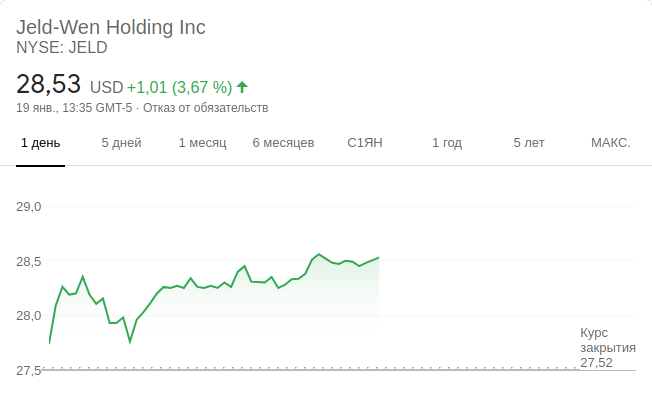 Jeld-Wen Holding Inc
NYSE: JELD
28,53 USD +1,01 (3,67 %)
19 янв., 13:35 GMT-5 · Отказ от обязательств
1 день 5 дней 1 месяц 6 месяцев С1ЯН 1 год 5 лет МАКС.
29,0
28,5
28,0
Курс
закрытия
27,52
27,5